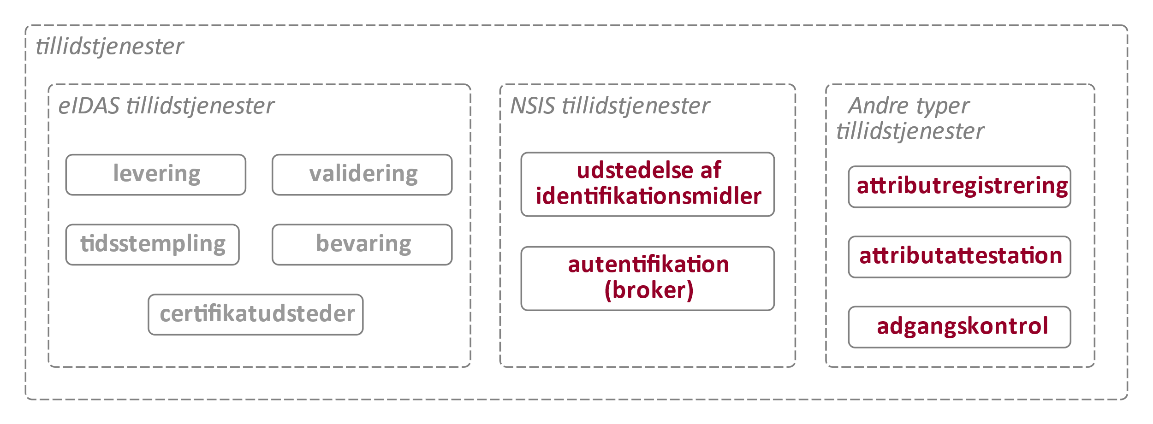 tillidstjenester
eIDAS tillidstjenester
levering
validering
tidsstempling
bevaring
certifikatudsteder
NSIS tillidstjenester
udstedelse af
identifikationsmidler
autentifikation
(broker)
Andre typer
tillidstjenester
attributregistrering
attributattestation
adgangskontrol